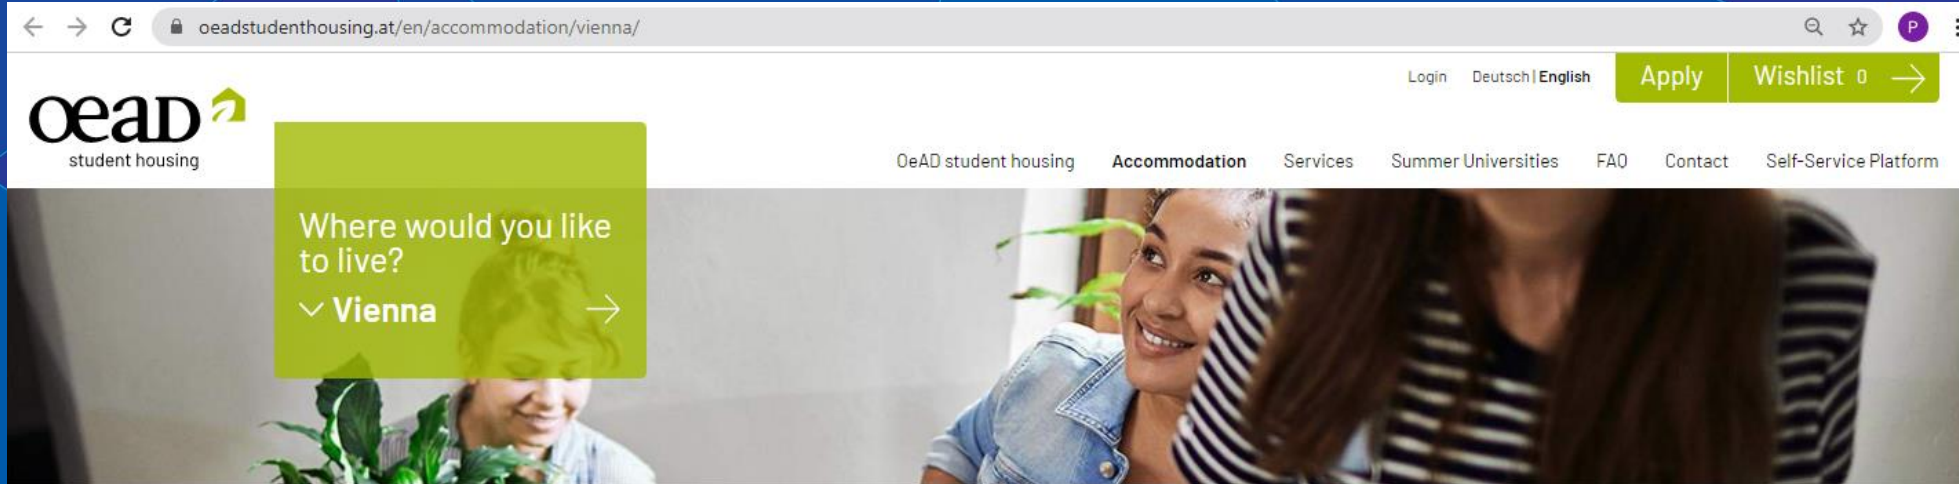 oeadstudenthousing.at/en/accommodation/vienna/
P
Login Deutsch | English Apply Wishlist 0
oead
student housing
OeAD student housing Accommodation Services Summer Universities FAQ Contact Self-Service Platform
Where would you like
to live?
Vienna